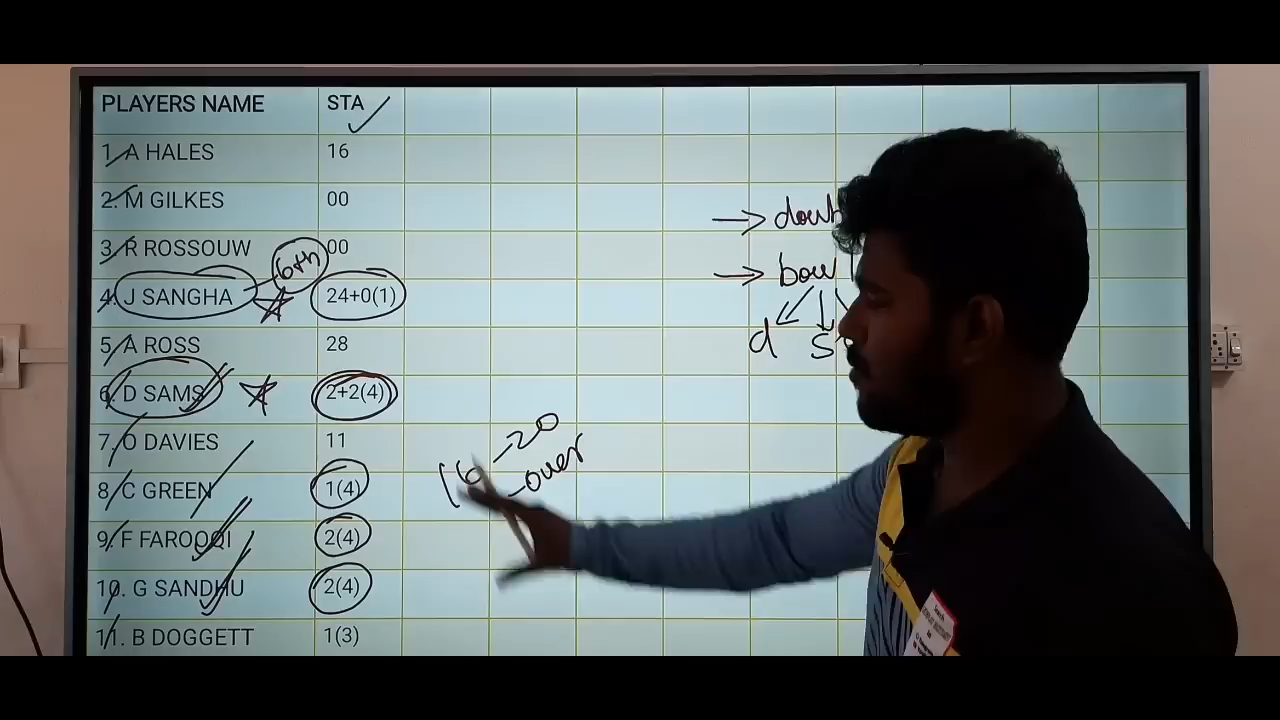 PLAYERS NAME STA
1. A HALES 16
2. M GILKES 00
3. R ROSSOUW 00
6th
4. J SANGHA 24+0(1)
5. A ROSS 28
6. D SAMS 2+2(4)
7. O DAVIES 11
8. C GREEN 1(4)
9. F FAROOQI 2(4)
10. G SANDHU 2(4)
11. B DOGGETT 1(3)
16-20
-over
→ doub
→ bowl
d s